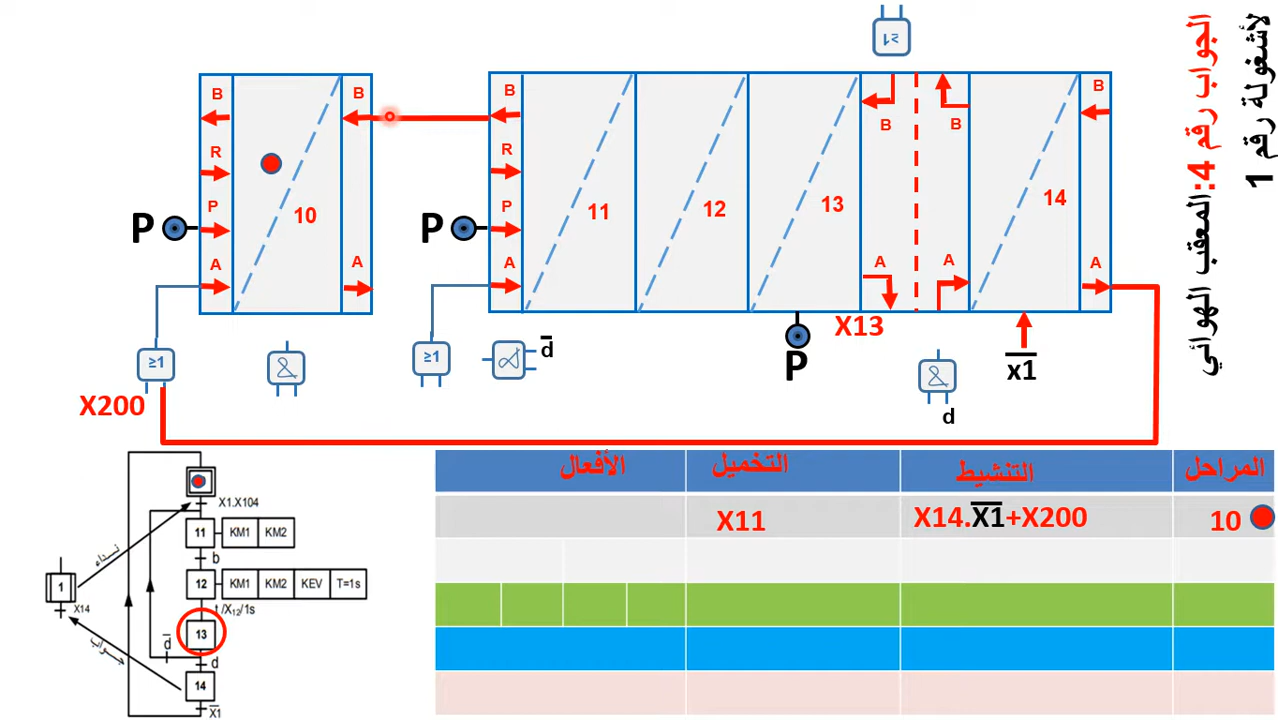 الجواب رقم 4: المعقب الهوائي
لأشغولة رقم 1
≥1
B
B
B
B
B
B
R
R
10
11
12
13
14
P
P
P
P
A
A
A
A
A
A
≥1
≥1
&
&
d̅
X13
P
&
d
x̅1̅
X200
X1.X104
11
KM1
KM2
b
نداء
12
KM1
KM2
KEV
T=1s
1
X14
t/X12/1s
13
d̅
d
جواب
14
X̅1̅
المراحل
التنشيط
التخميل
الأفعال
10
X14.X̅1̅+X200
X11